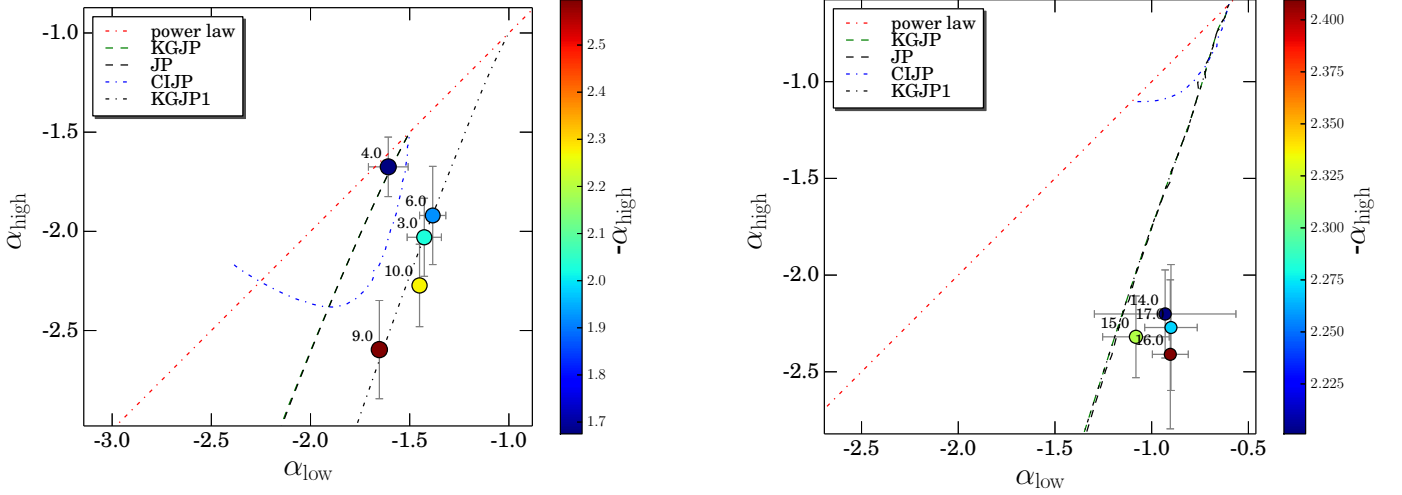 power law
KGJP
JP
CIJP
KGJP1
-1.0
-1.5
-2.0
-2.5
α_high
4.0
6.0
3.0
10.0
9.0
-3.0 -2.5 -2.0 -1.5 -1.0
α_low
2.5
2.4
2.3
2.2
2.1
2.0
1.9
1.8
1.7
-α_high
power law
KGJP
JP
CIJP
KGJP1
-1.0
-1.5
-2.0
-2.5
α_high
14.0
17.0
15.0
16.0
-2.5 -2.0 -1.5 -1.0 -0.5
α_low
2.400
2.375
2.350
2.325
2.300
2.275
2.250
2.225
-α_high